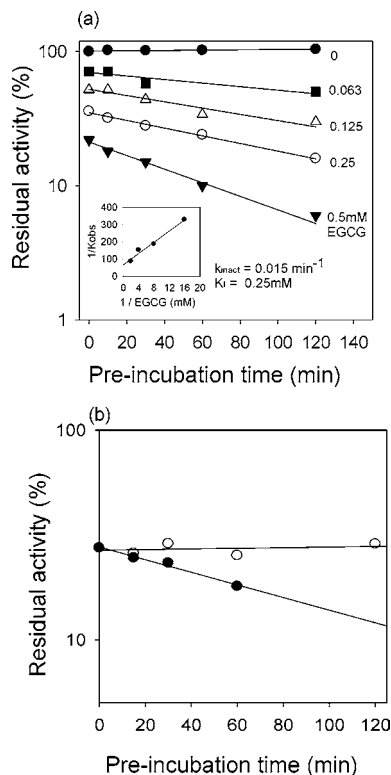 (a)
100
10
1
Residual activity (%)
0
0.063
0.125
0.25
0.5mM
EGCG
400
300
200
100
0
1/Kobs
0 4 8 12 16 20
1 / EGCG (mM)
kinact = 0.015 min-1
KI = 0.25mM
0 20 40 60 80 100 120 140
Pre-incubation time (min)
(b)
100
10
Residual activity (%)
0 20 40 60 80 100 120
Pre-incubation time (min)